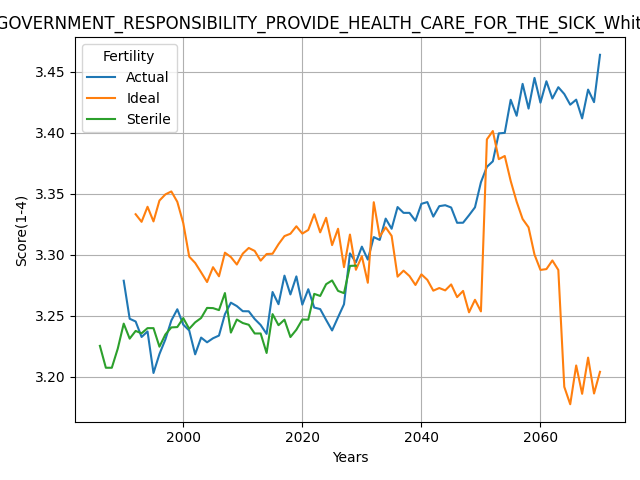 GOVERNMENT_RESPONSIBILITY_PROVIDE_HEALTH_CARE_FOR_THE_SICK_Whit
Fertility
Actual
Ideal
Sterile
Score(1-4)
3.45
3.40
3.35
3.30
3.25
3.20
2000 2020 2040 2060
Years